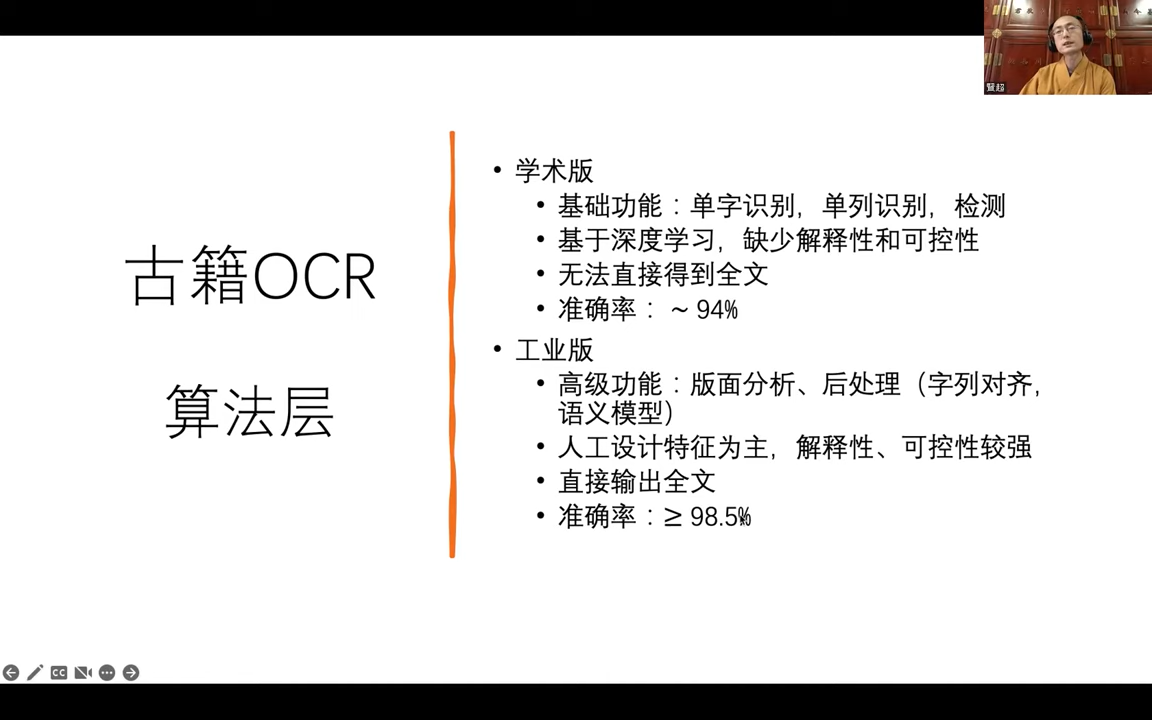 賢超
古籍OCR
算法层
• 学术版
• 基础功能：单字识别，单列识别，检测
• 基于深度学习，缺少解释性和可控性
• 无法直接得到全文
• 准确率： ~ 94%
• 工业版
• 高级功能：版面分析、后处理（字列对齐，
语义模型）
• 人工设计特征为主，解释性、可控性较强
• 直接输出全文
• 准确率：≥ 98.5%
CC